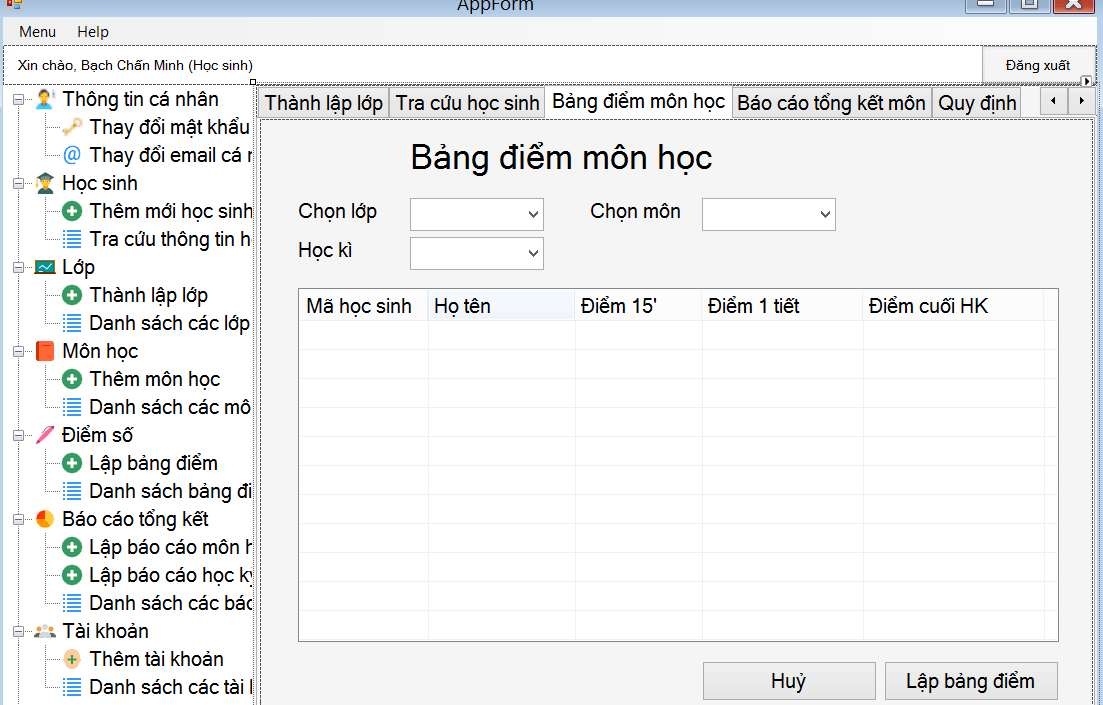 AppForm
Menu Help
Xin chào, Bạch Chấn Minh (Học sinh) Đăng xuất
Thông tin cá nhân
Thay đổi mật khẩu
Thay đổi email cá
Học sinh
Thêm mới học sinh
Tra cứu thông tin h
Lớp
Thành lập lớp
Danh sách các lớp
Môn học
Thêm môn học
Danh sách các mô
Điểm số
Lập bảng điểm
Danh sách bảng đi
Báo cáo tổng kết
Lập báo cáo môn h
Lập báo cáo học kỳ
Danh sách các báo
Tài khoản
Thêm tài khoản
Danh sách các tài
Thành lập lớp Tra cứu học sinh Bảng điểm môn học Báo cáo tổng kết môn Quy định
Bảng điểm môn học
Chọn lớp Chọn môn
Học kì
Mã học sinh Họ tên Điểm 15' Điểm 1 tiết Điểm cuối HK
Huỷ Lập bảng điểm